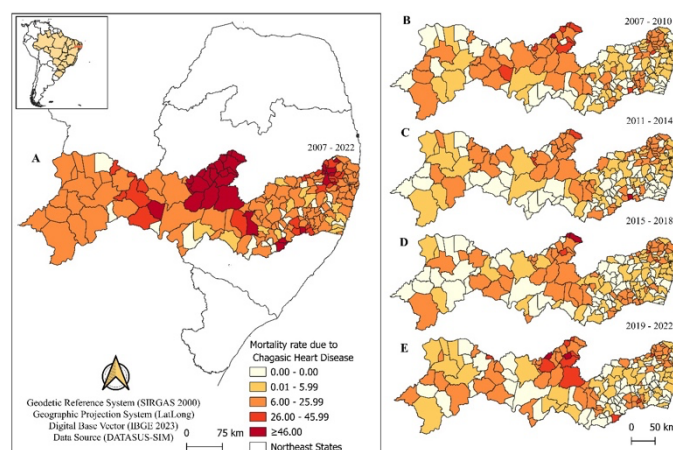 B
2007 - 2010
C
2011 - 2014
A
2007 - 2022
D
2015 - 2018
E
2019 - 2022
Mortality rate due to
Chagasic Heart Disease
0.00 - 0.00
0.01 - 5.99
6.00 - 25.99
26.00 - 45.99
≥46.00
Northeast States
Geodetic Reference System (SIRGAS 2000)
Geographic Projection System (LatLong)
Digital Base Vector (IBGE 2023)
Data Source (DATASUS-SIM)
0 75 km
0 50 km